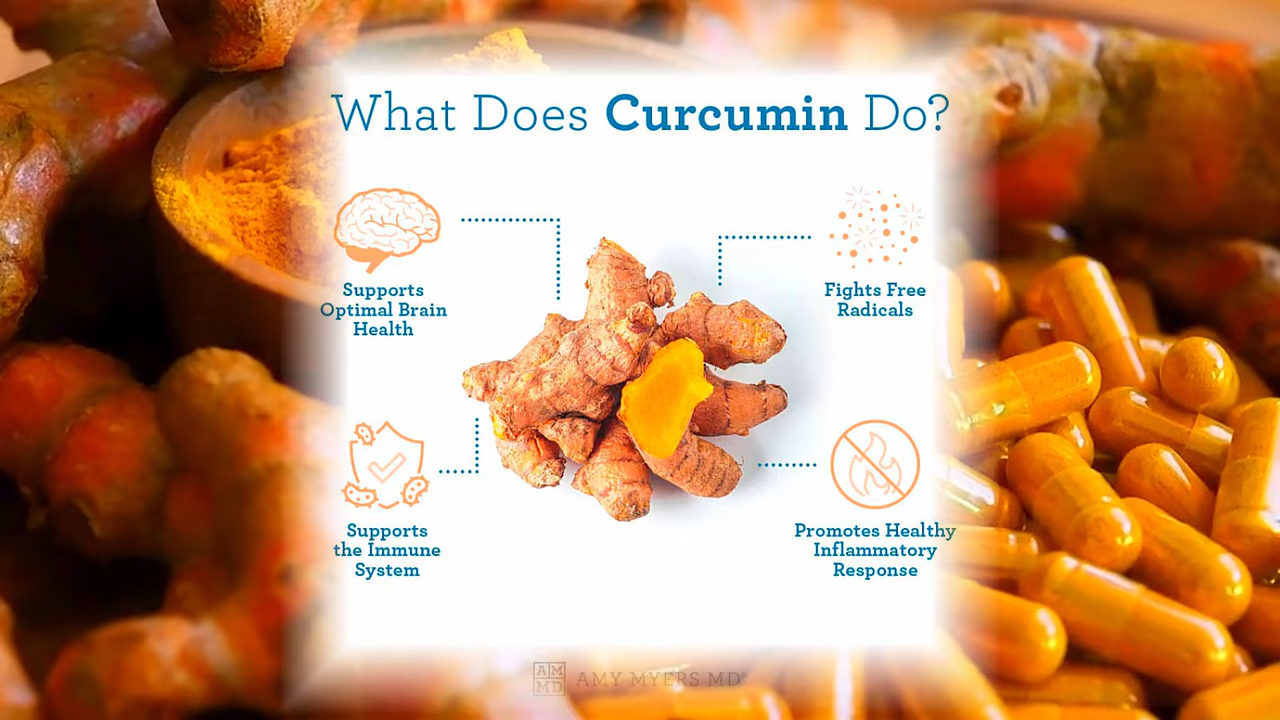 What Does Curcumin Do?
Supports
Optimal Brain
Health
Fights Free
Radicals
Supports
the Immune
System
Promotes Healthy
Inflammatory
Response
AM
MD
AMY MYERS MD